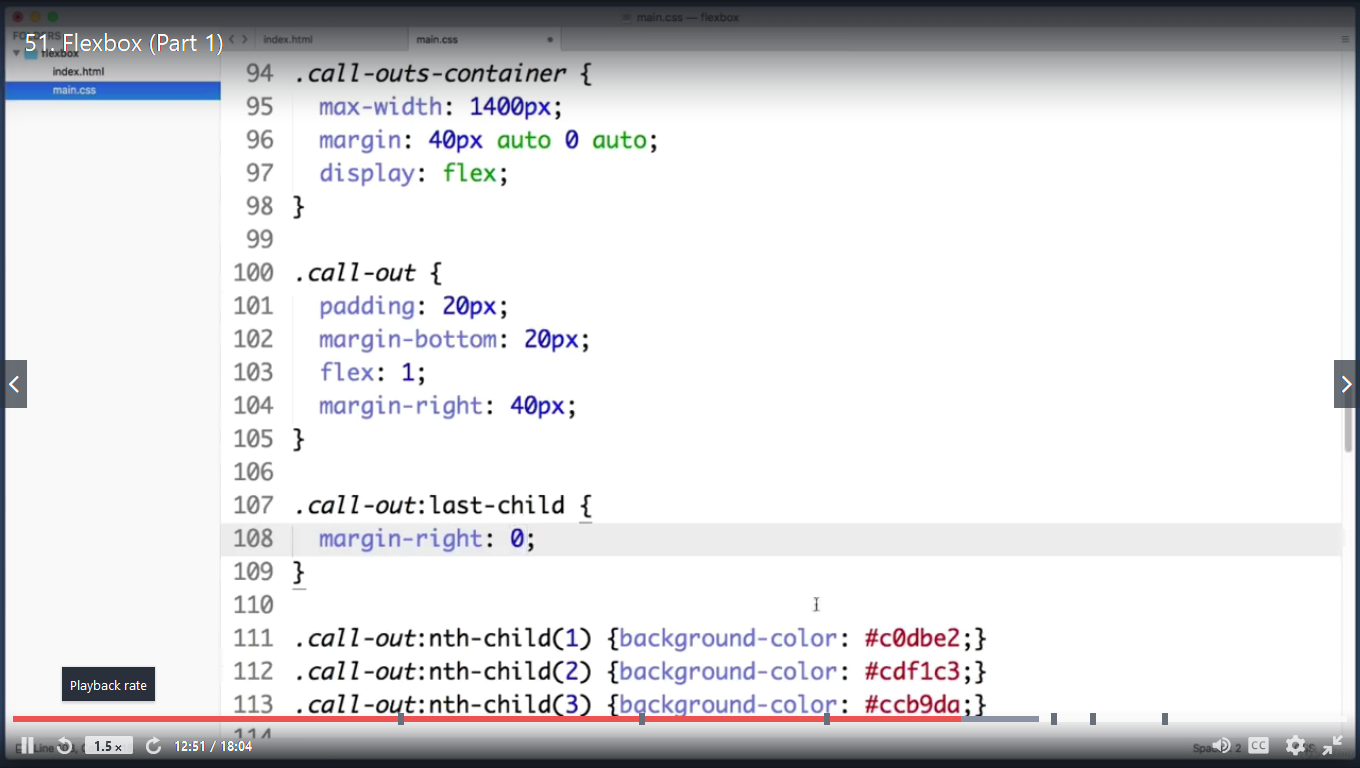 main.css — flexbox
51. Flexbox (Part 1)
index.html
main.css
flexbox
index.html
main.css
94 .call-outs-container {
95 max-width: 1400px;
96 margin: 40px auto 0 auto;
97 display: flex;
98 }
99
100 .call-out {
101 padding: 20px;
102 margin-bottom: 20px;
103 flex: 1;
104 margin-right: 40px;
105 }
106
107 .call-out:last-child {
108 margin-right: 0;
109 }
110
111 .call-out:nth-child(1) {background-color: #c0dbe2;}
112 .call-out:nth-child(2) {background-color: #cdf1c3;}
113 .call-out:nth-child(3) {background-color: #ccb9da;}
114
Playback rate
1.5 x
12:51 / 18:04
CC